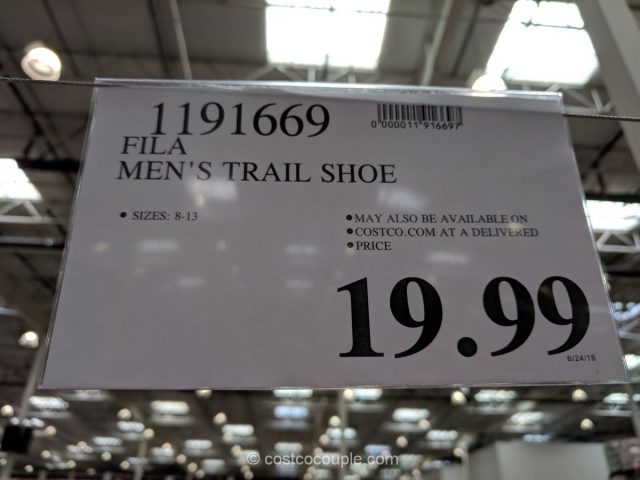 1191669
0 000011 916697
FILA
MEN'S TRAIL SHOE
• SIZES: 8-13
• MAY ALSO BE AVAILABLE ON
• COSTCO.COM AT A DELIVERED
• PRICE
19.99
6/24/18
© costcocouple.com